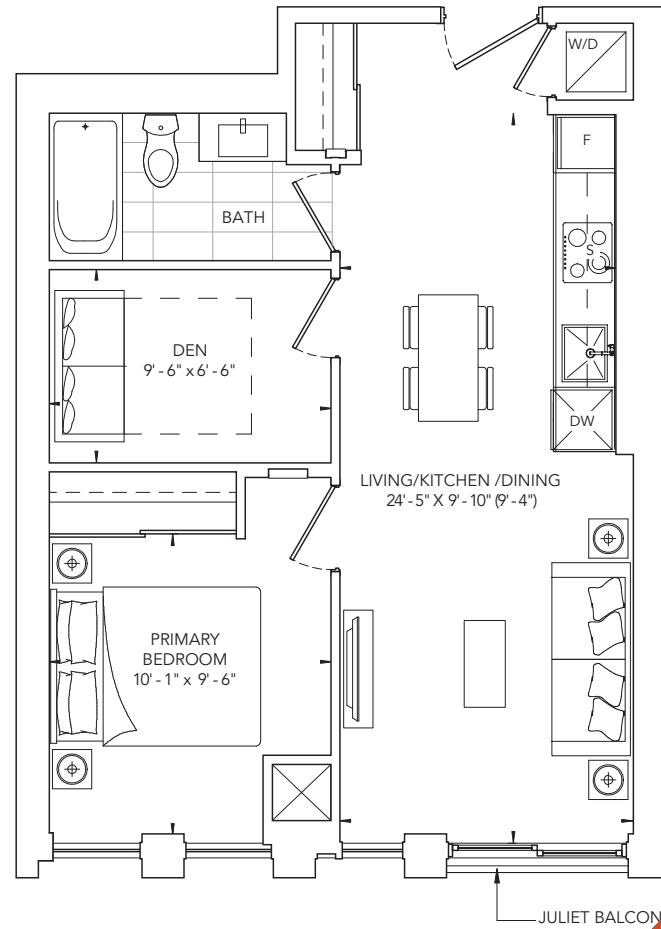 W/D
F
BATH
S
DEN
9'-6" x 6'-6"
DW
LIVING/KITCHEN /DINING
24'-5" X 9'-10" (9'-4")
PRIMARY
BEDROOM
10'-1" x 9'-6"
JULIET BALCON